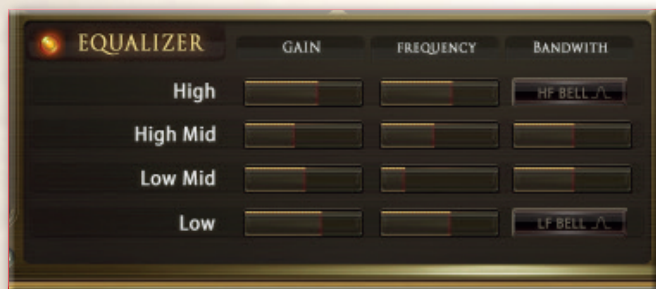 EQUALIZER GAIN FREQUENCY BANDWITH
High HF BELL
High Mid
Low Mid
Low LF BELL